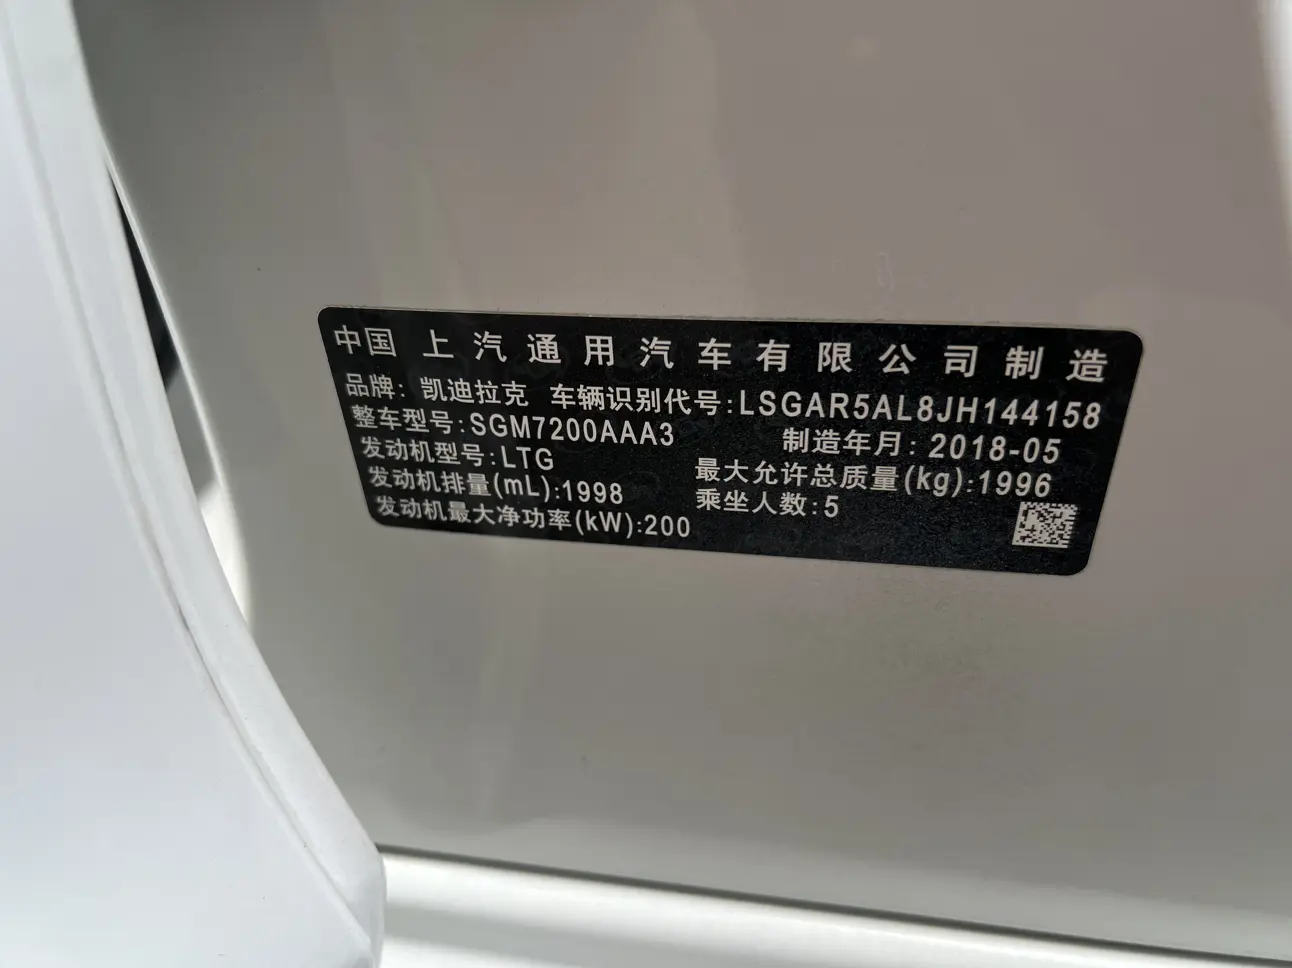 中国 上汽通用汽车有限公司制造
品牌: 凯迪拉克 车辆识别代号:LSGAR5AL8JH144158
整车型号:SGM7200AAA3 制造年月: 2018-05
发动机型号:LTG 最大允许总质量(kg):1996
发动机排量(mL):1998 乘坐人数:5
发动机最大净功率(kW):200